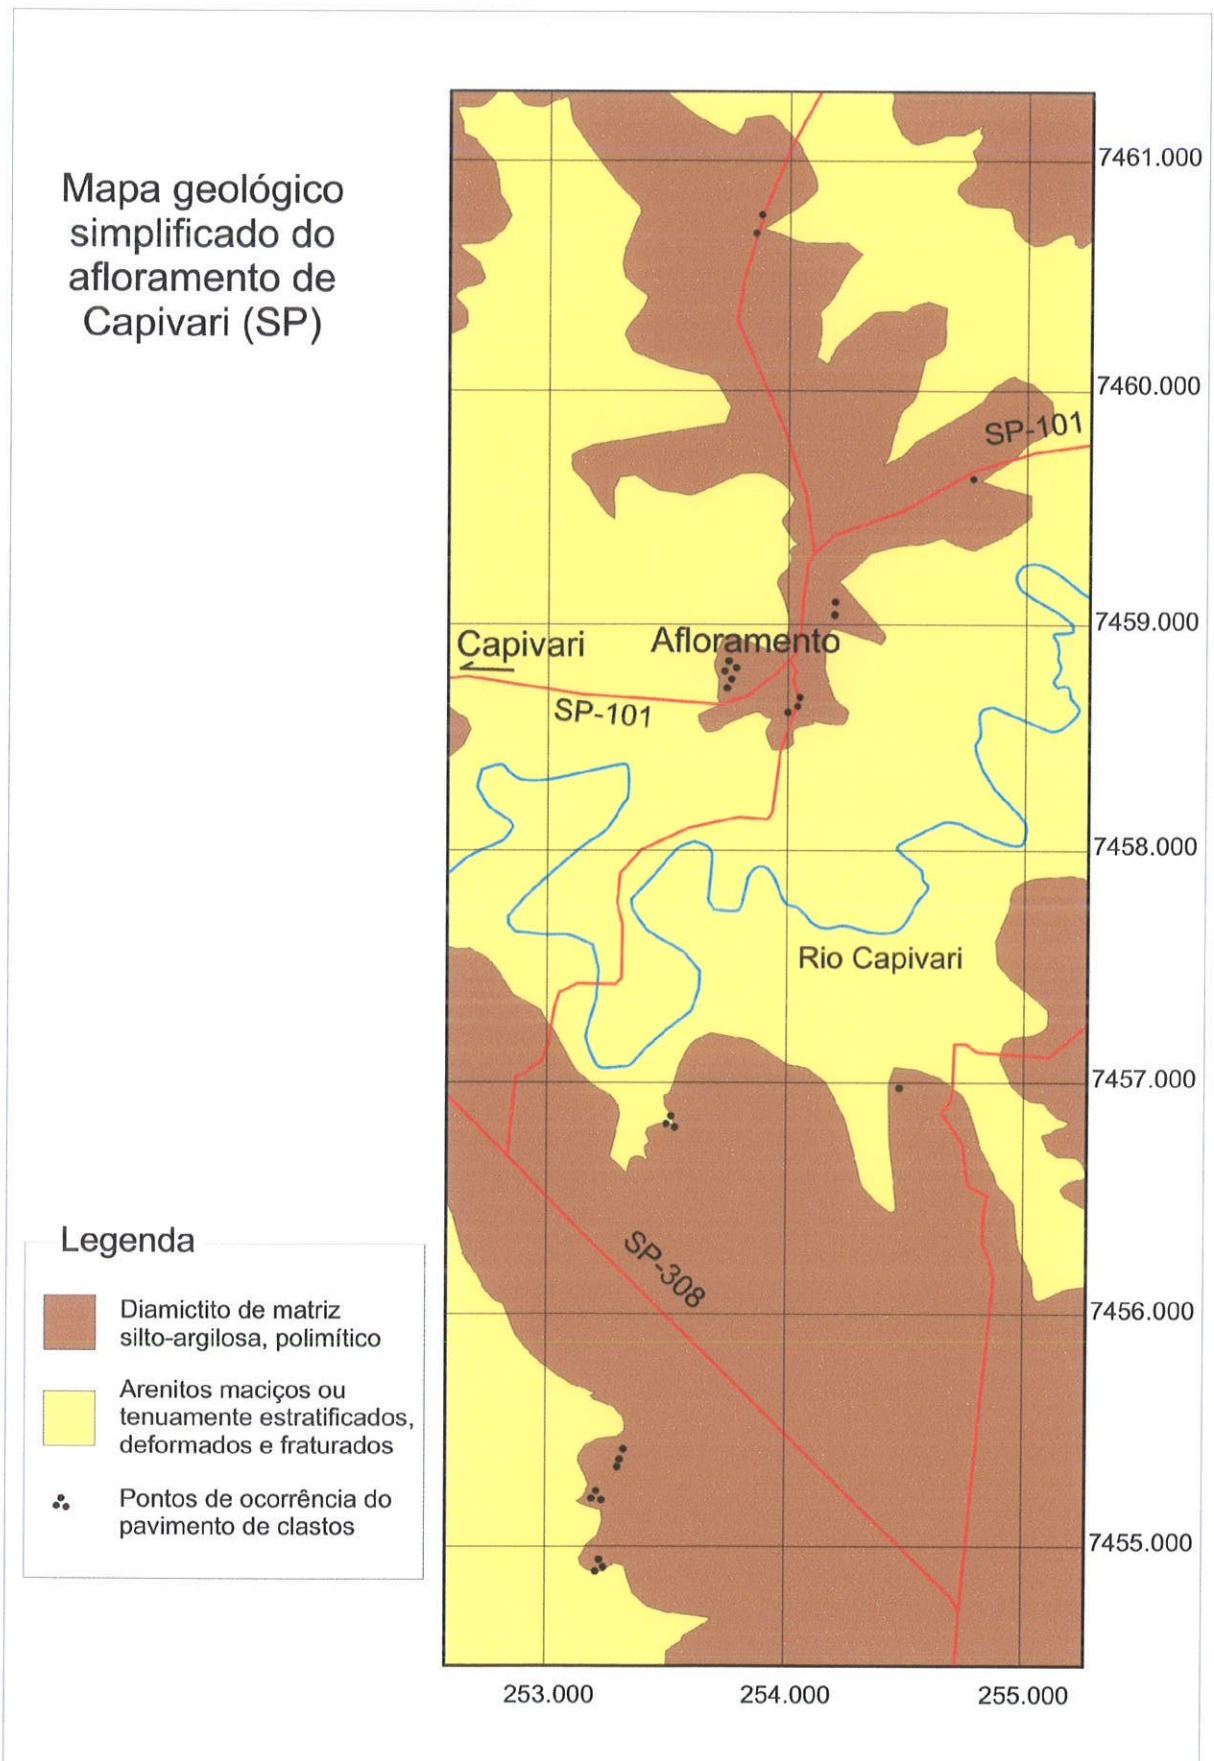 Mapa geológico
simplificado do
afloramento de
Capivari (SP)
7461.000
7460.000
SP-101
7459.000
Capivari
Afloramento
SP-101
7458.000
Rio Capivari
7457.000
SP-308
7456.000
7455.000
253.000
254.000
255.000
Legenda
Diamictito de matriz
silto-argilosa, polimítico
Arenitos maciços ou
tenuamente estratificados,
deformados e fraturados
Pontos de ocorrência do
pavimento de clastos